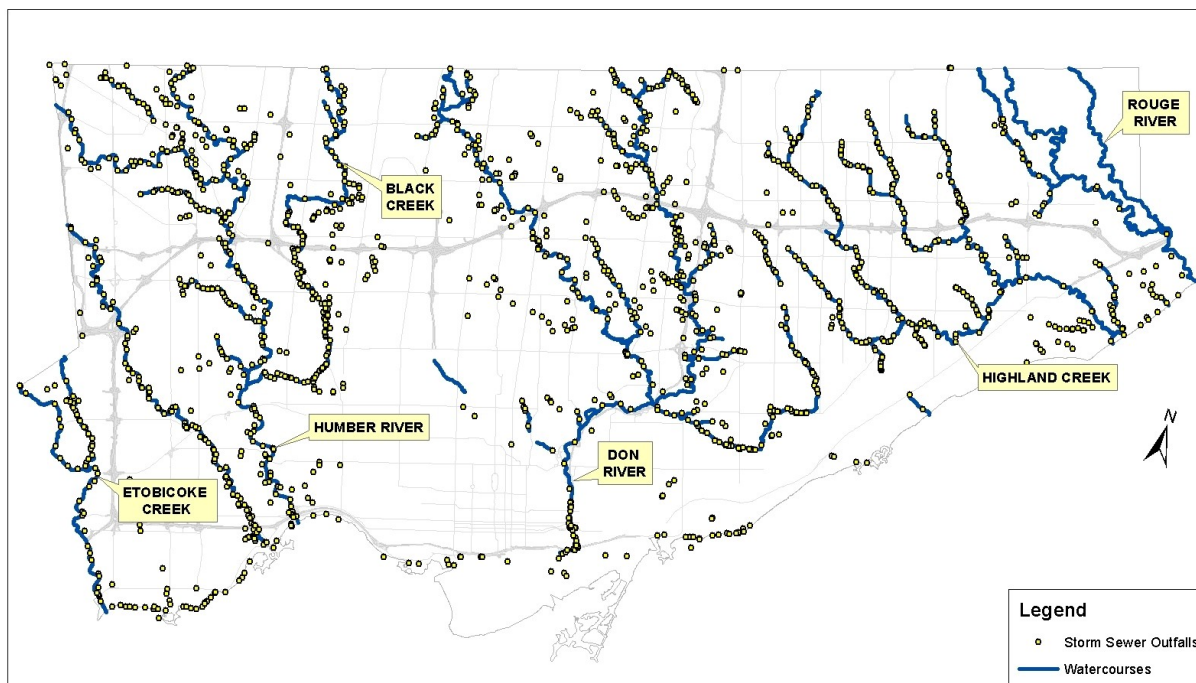 ROUGE
RIVER
BLACK
CREEK
HIGHLAND CREEK
HUMBER RIVER
DON
RIVER
ETOBICOKE
CREEK
N
Legend
Storm Sewer Outfalls
Watercourses